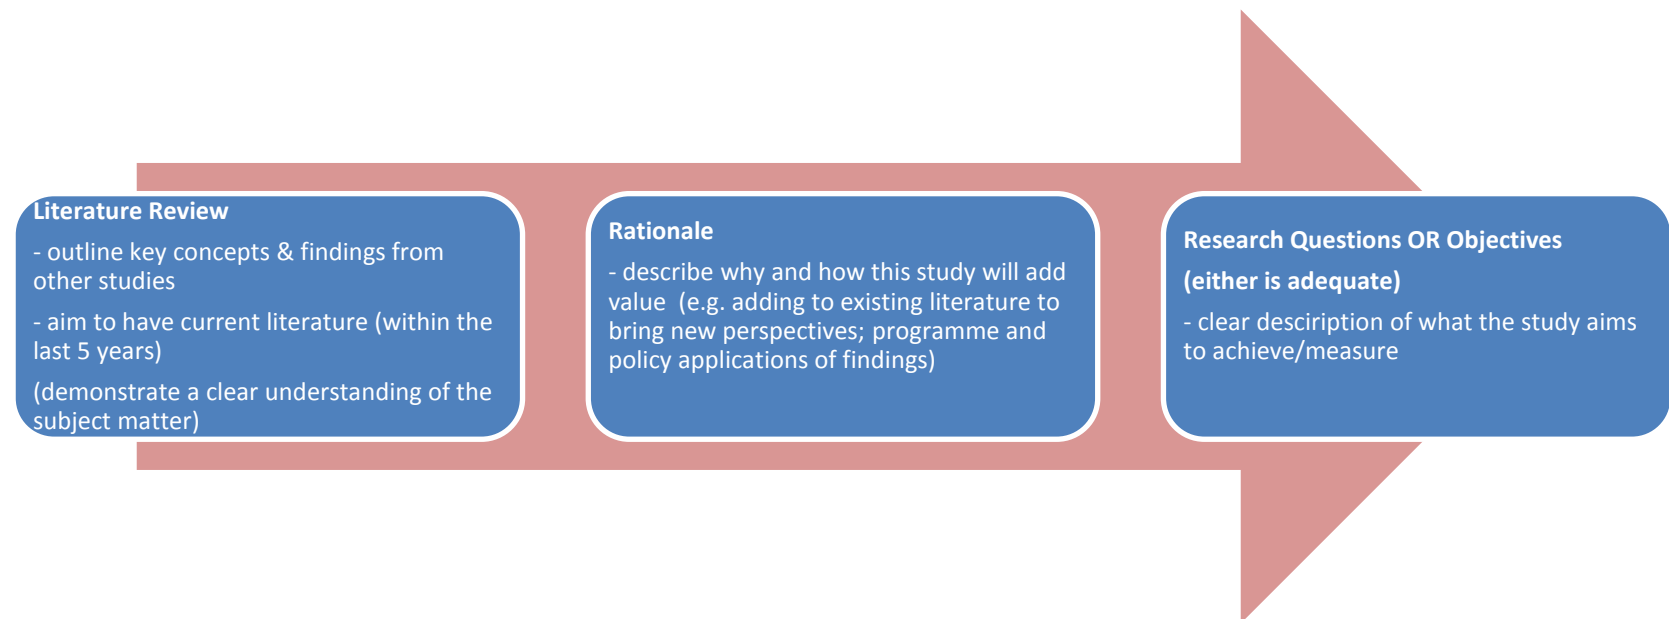 Literature Review
- outline key concepts & findings from
other studies
- aim to have current literature (within the
last 5 years)
(demonstrate a clear understanding of the
subject matter)
Rationale
- describe why and how this study will add
value  (e.g. adding to existing literature to
bring new perspectives; programme and
policy applications of findings)
Research Questions OR Objectives
(either is adequate)
- clear desciription of what the study aims
to achieve/measure